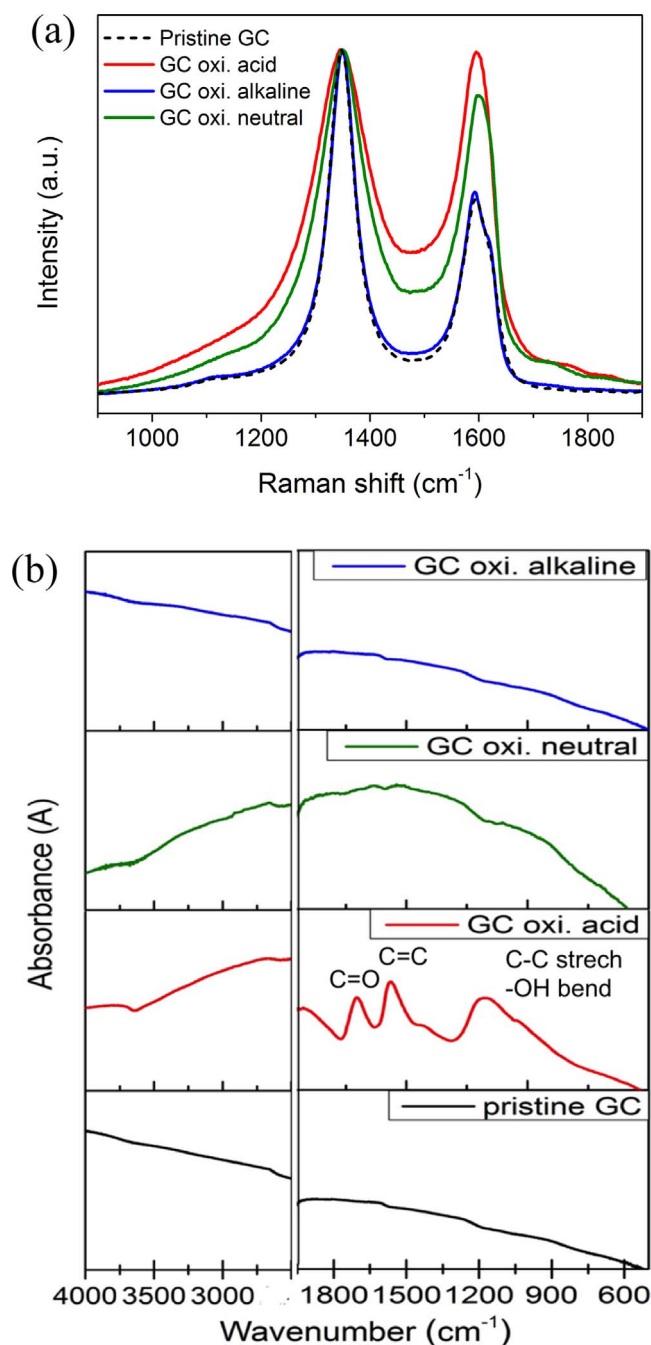 (a)
Pristine GC
GC oxi. acid
GC oxi. alkaline
GC oxi. neutral
Intensity (a.u.)
1000 1200 1400 1600 1800
Raman shift (cm⁻¹)
(b)
GC oxi. alkaline
GC oxi. neutral
GC oxi. acid
C=C
C=O
C-C strech
-OH bend
pristine GC
Absorbance (A)
4000 3500 3000 1800 1500 1200 900 600
Wavenumber (cm⁻¹)